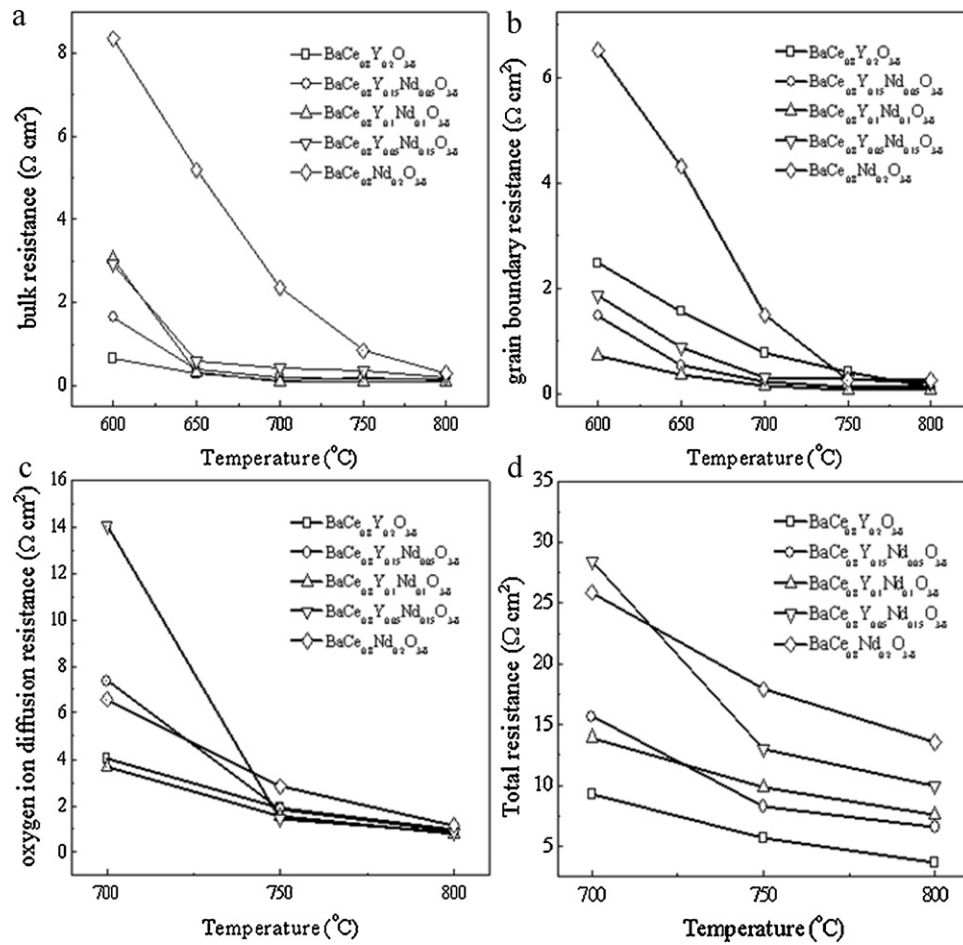 a
bulk resistance (Ω cm²)
8
6
4
2
0
BaCe₀.₈Y₀.₂O₃₋δ
BaCe₀.₈Y₀.₁₅Nd₀.₀₅O₃₋δ
BaCe₀.₈Y₀.₁Nd₀.₁O₃₋δ
BaCe₀.₈Y₀.₀₅Nd₀.₁₅O₃₋δ
BaCe₀.₈Nd₀.₂O₃₋δ
600 650 700 750 800
Temperature (°C)
b
grain boundary resistance (Ω cm²)
6
4
2
0
BaCe₀.₈Y₀.₂O₃₋δ
BaCe₀.₈Y₀.₁₅Nd₀.₀₅O₃₋δ
BaCe₀.₈Y₀.₁Nd₀.₁O₃₋δ
BaCe₀.₈Y₀.₀₅Nd₀.₁₅O₃₋δ
BaCe₀.₈Nd₀.₂O₃₋δ
600 650 700 750 800
Temperature (°C)
c
oxygen ion diffusion resistance (Ω cm²)
16
14
12
10
8
6
4
2
0
BaCe₀.₈Y₀.₂O₃₋δ
BaCe₀.₈Y₀.₁₅Nd₀.₀₅O₃₋δ
BaCe₀.₈Y₀.₁Nd₀.₁O₃₋δ
BaCe₀.₈Y₀.₀₅Nd₀.₁₅O₃₋δ
BaCe₀.₈Nd₀.₂O₃₋δ
700 750 800
Temperature (°C)
d
Total resistance (Ω cm²)
35
30
25
20
15
10
5
BaCe₀.₈Y₀.₂O₃₋δ
BaCe₀.₈Y₀.₁₅Nd₀.₀₅O₃₋δ
BaCe₀.₈Y₀.₁Nd₀.₁O₃₋δ
BaCe₀.₈Y₀.₀₅Nd₀.₁₅O₃₋δ
BaCe₀.₈Nd₀.₂O₃₋δ
700 750 800
Temperature (°C)